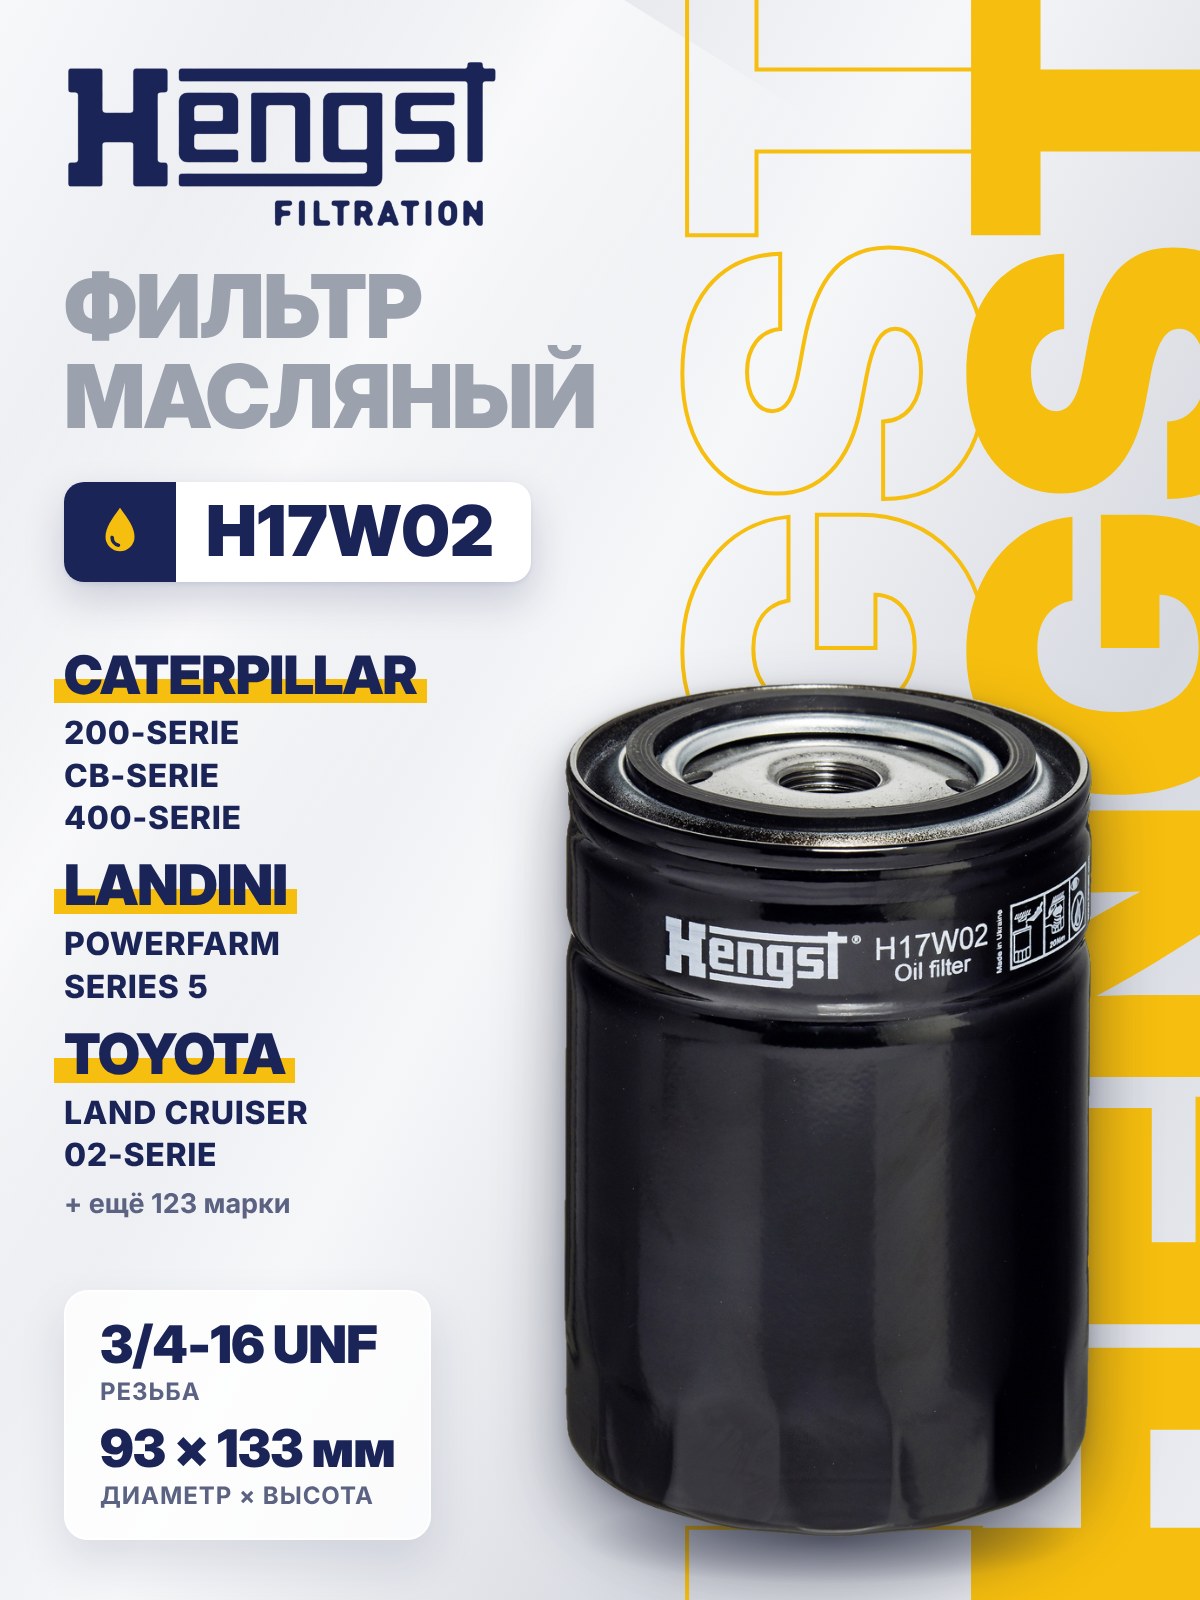 Hengst
FILTRATION
ФИЛЬТР
МАСЛЯНЫЙ
H17W02
CATERPILLAR
200-SERIE
CB-SERIE
400-SERIE
LANDINI
POWERFARM
SERIES 5
TOYOTA
LAND CRUISER
02-SERIE
+ ещё 123 марки
3/4-16 UNF
РЕЗЬБА
93 × 133 мм
ДИАМЕТР × ВЫСОТА
HENGST
Hengst®
H17W02
Oil filter
Made in Ukraine